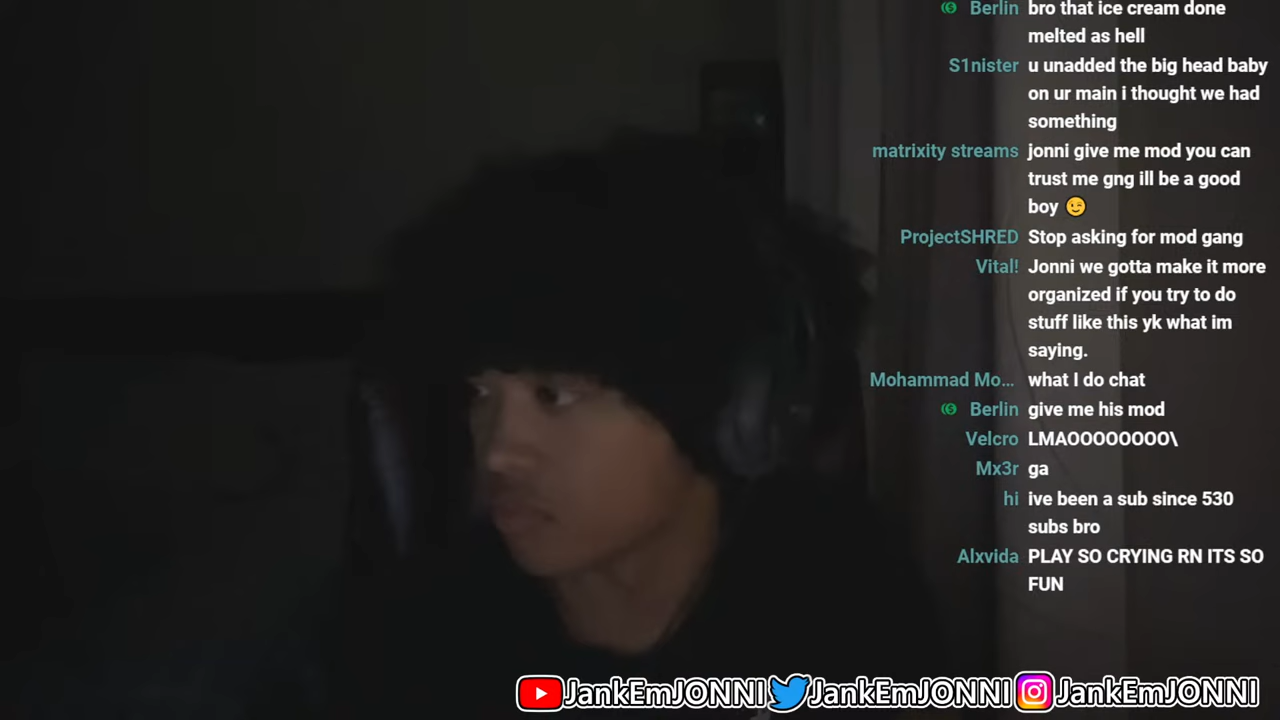 Berlin bro that ice cream done
melted as hell
S1nister u unadded the big head baby
on ur main i thought we had
something
matrixity streams jonni give me mod you can
trust me gng ill be a good
boy 😉
ProjectSHRED Stop asking for mod gang
Vital! Jonni we gotta make it more
organized if you try to do
stuff like this yk what im
saying.
Mohammad Mo... what I do chat
Berlin give me his mod
Velcro LMAOOOOOOOO\
Mx3r ga
hi ive been a sub since 530
subs bro
Alxvida PLAY SO CRYING RN ITS SO
FUN
JankEmJONNI JankEmJONNI JankEmJONNI